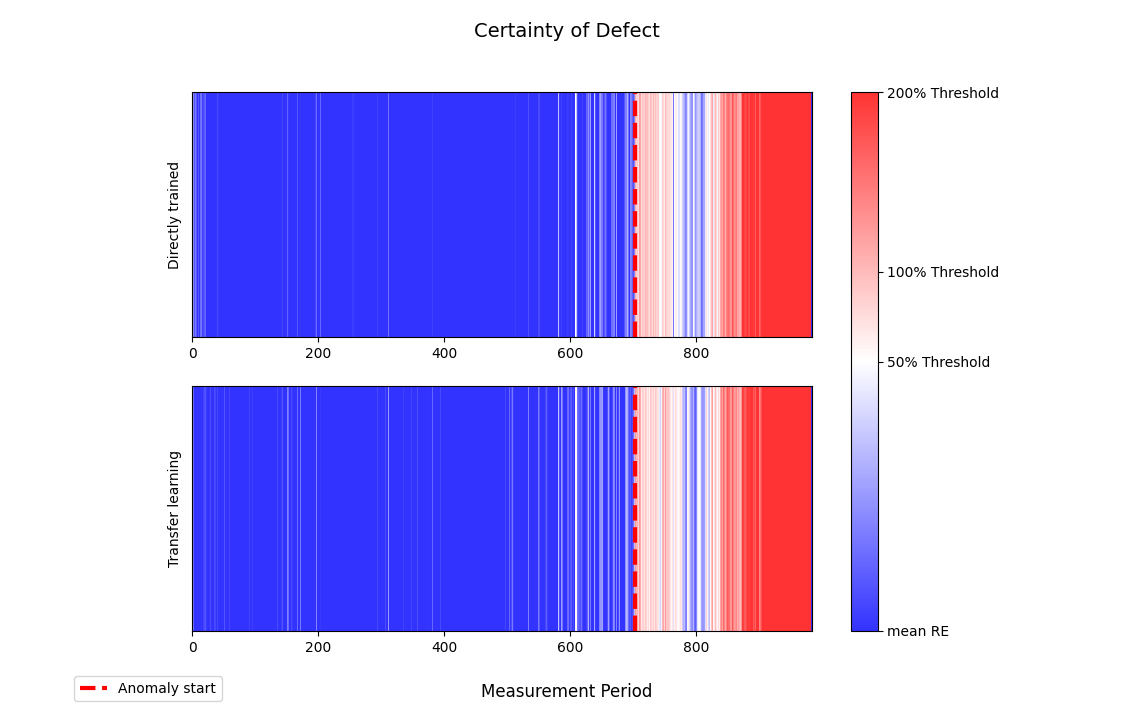 Certainty of Defect
Directly trained
0 200 400 600 800
Transfer learning
0 200 400 600 800
200% Threshold
100% Threshold
50% Threshold
mean RE
Anomaly start
Measurement Period